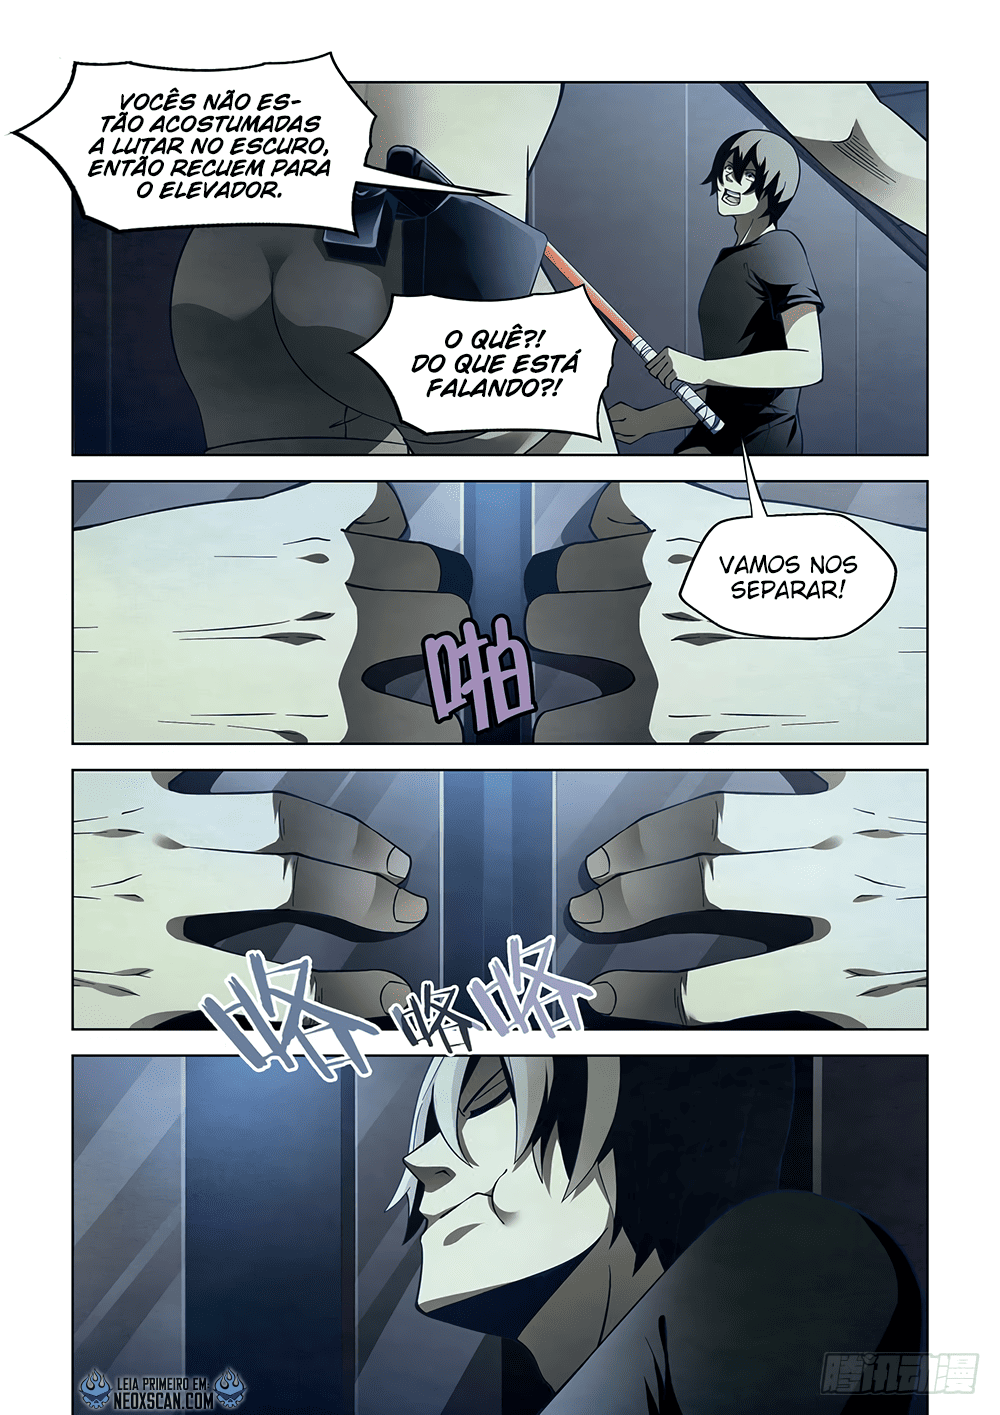 VOCÊS NÃO ES-
TÃO ACOSTUMADAS
A LUTAR NO ESCURO,
ENTÃO RECUEM PARA
O ELEVADOR.
O QUÊ?!
DO QUE ESTÁ
FALANDO?!
VAMOS NOS
SEPARAR!
啪
咯
咯
咯
LEIA PRIMEIRO EM
NEOXSCAN.COM
腾讯动漫